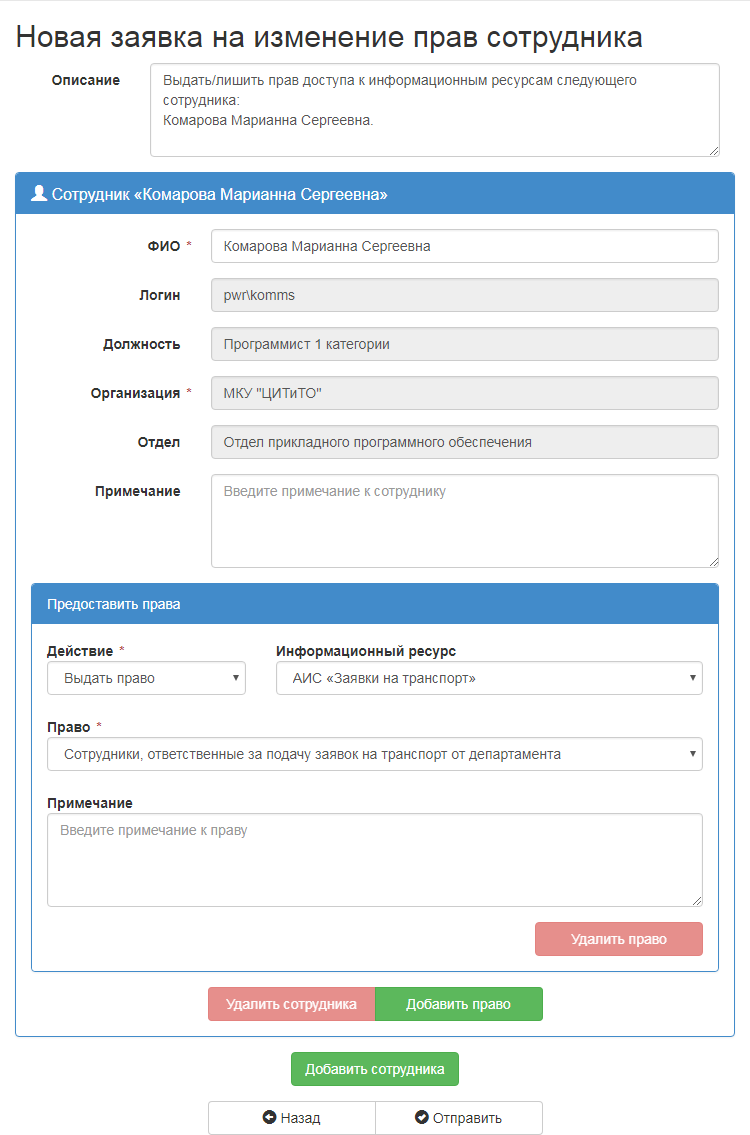 Новая заявка на изменение прав сотрудника
Описание
Выдать/лишить прав доступа к информационным ресурсам следующего
сотрудника:
Комарова Марианна Сергеевна.
Сотрудник «Комарова Марианна Сергеевна»
ФИО * Комарова Марианна Сергеевна
Логин pwr\komms
Должность Программист 1 категории
Организация * МКУ "ЦИТиТО"
Отдел Отдел прикладного программного обеспечения
Примечание Введите примечание к сотруднику
Предоставить права
Действие * Информационный ресурс
Выдать право АИС «Заявки на транспорт»
Право *
Сотрудники, ответственные за подачу заявок на транспорт от департамента
Примечание
Введите примечание к праву
Удалить право
Удалить сотрудника Добавить право
Добавить сотрудника
Назад Отправить